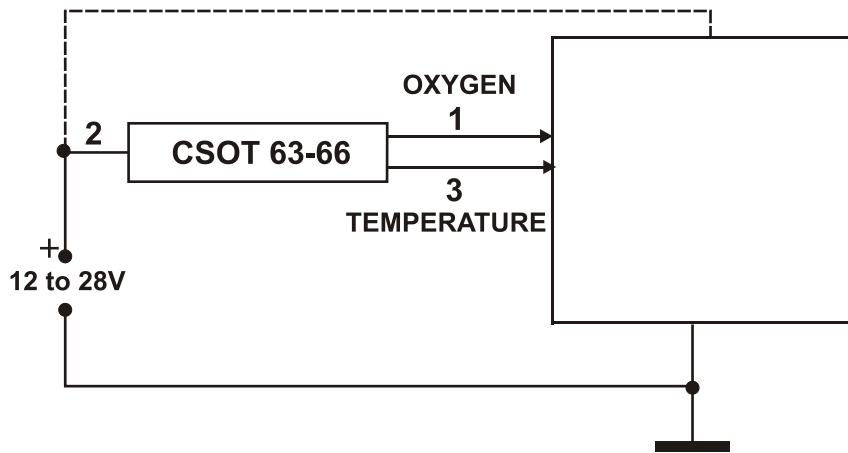 OXYGEN
1
2
CSOT 63-66
3
TEMPERATURE
+
12 to 28V